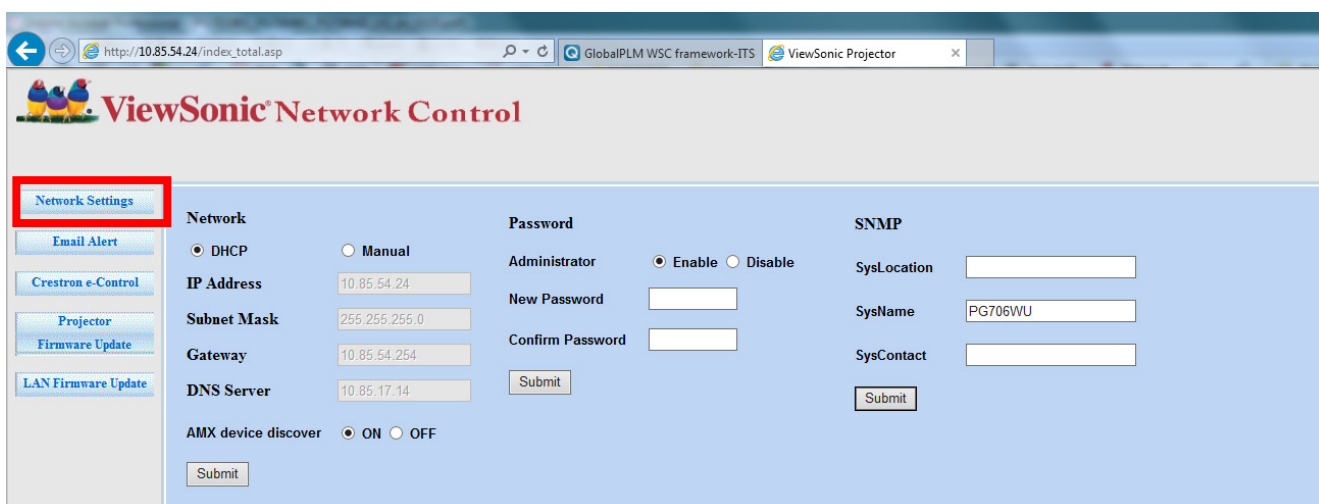 http://10.85.54.24/index_total.asp
GlobalPLM WSC framework-ITS
ViewSonic Projector
ViewSonic® Network Control
Network Settings
Email Alert
Crestron e-Control
Projector
Firmware Update
LAN Firmware Update
Network
DHCP Manual
IP Address 10.85.54.24
Subnet Mask 255.255.255.0
Gateway 10.85.54.254
DNS Server 10.85.17.14
AMX device discover ON OFF
Submit
Password
Administrator Enable Disable
New Password
Confirm Password
Submit
SNMP
SysLocation
SysName PG706WU
SysContact
Submit